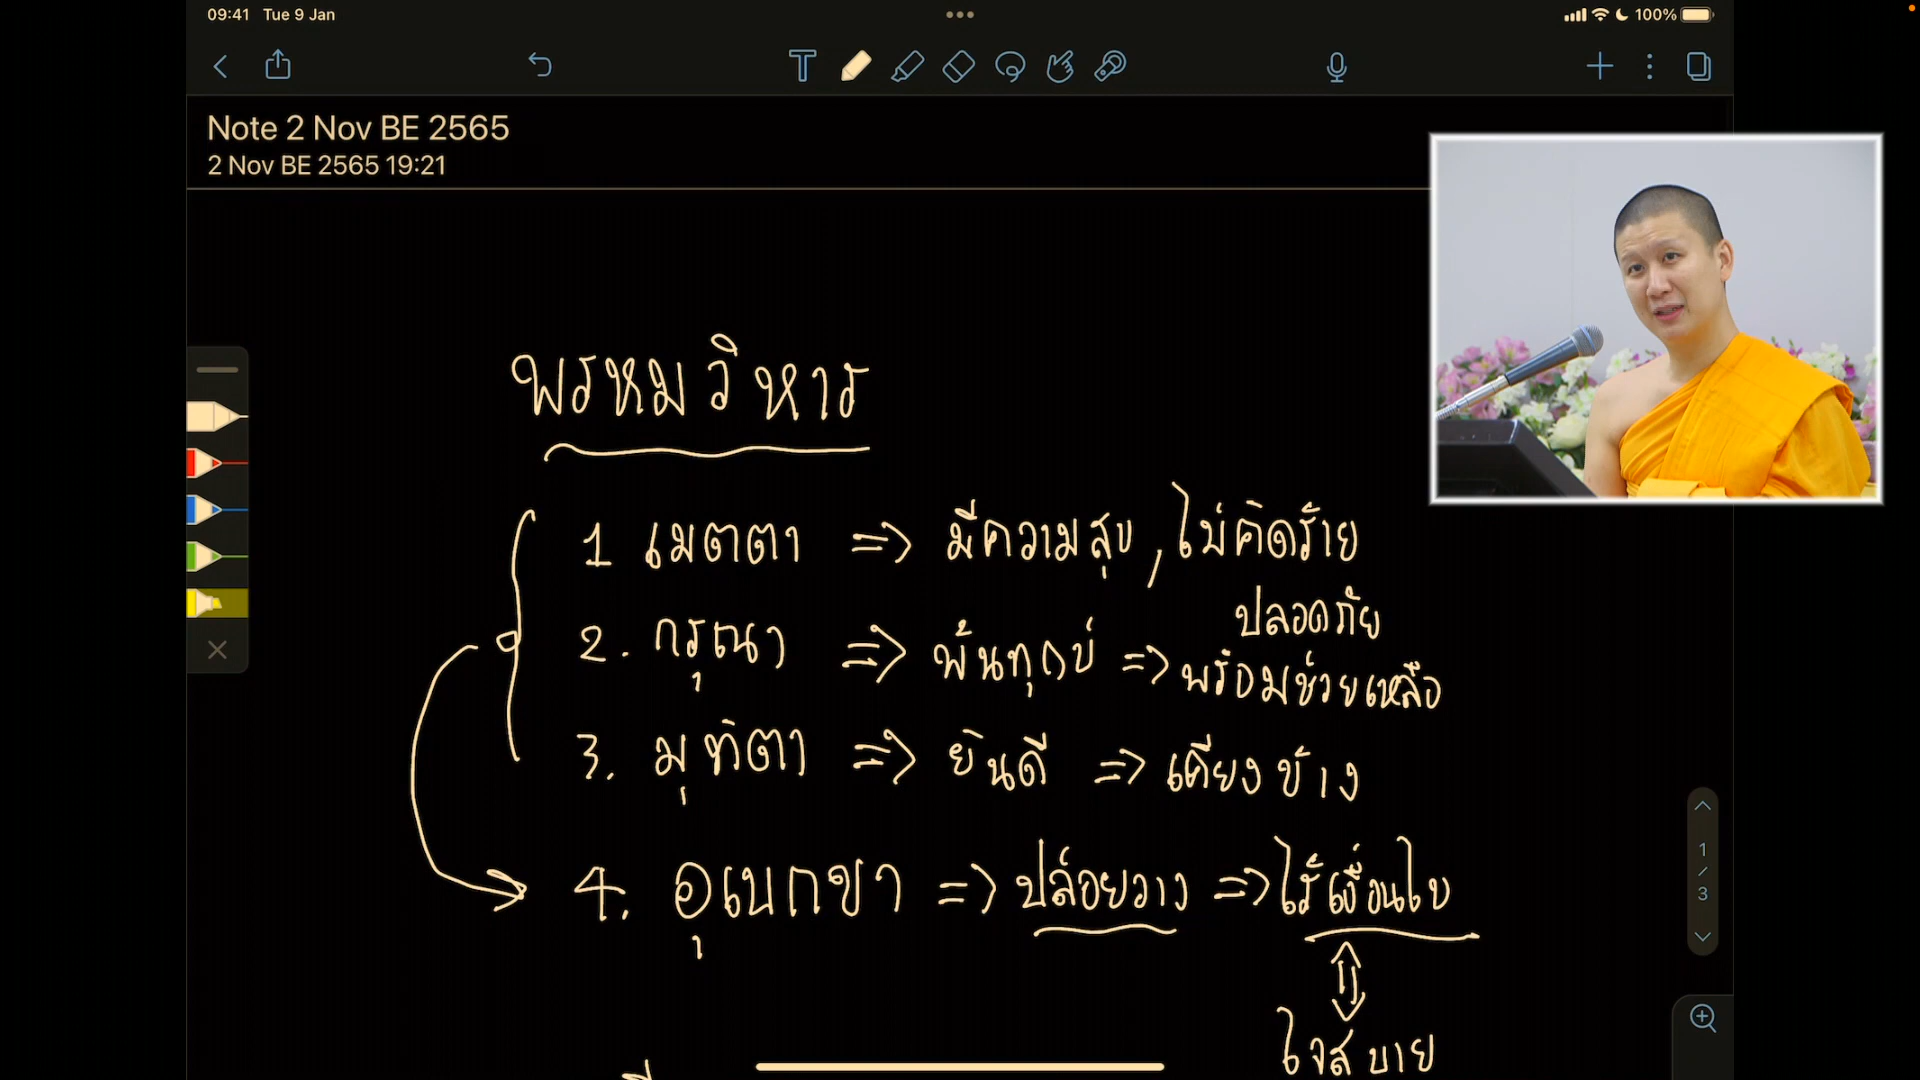 09:41 Tue 9 Jan
100%
Note 2 Nov BE 2565
2 Nov BE 2565 19:21
พรหมวิหาร
1 เมตตา => มีความสุข, ไม่คิดร้าย
ปลอดภัย
2. กรุณา => พ้นทุกข์ => พร้อมช่วยเหลือ
3. มุทิตา => ยินดี => เคียงข้าง
4. อุเบกขา => ปล่อยวาง => ไร้เงื่อนไข
ใจสบาย
1
/
3